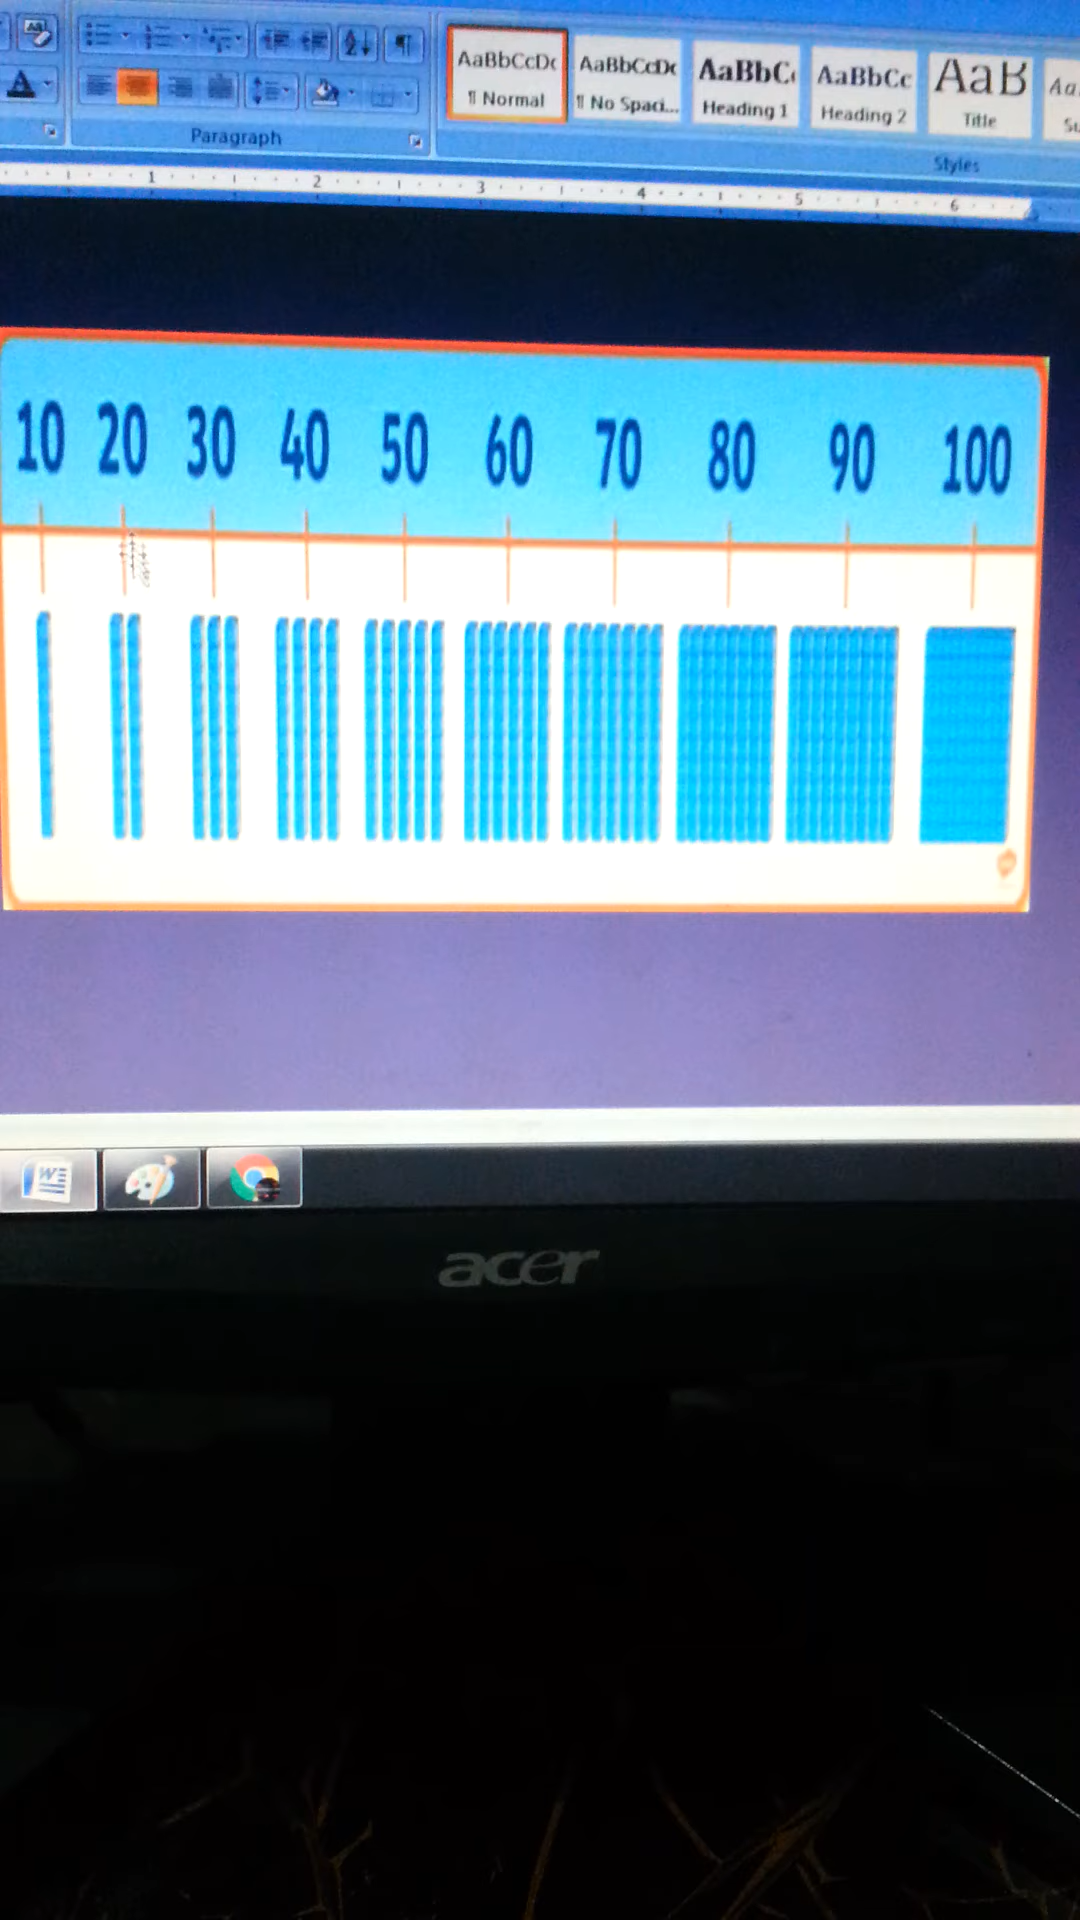 AaBbCcDc AaBbCcDc AaBbC AaBbCc AaB Aa
¶ Normal ¶ No Spaci... Heading 1 Heading 2 Title
Paragraph
Styles
1 2 3 4 5 6
10 20 30 40 50 60 70 80 90 100
acer